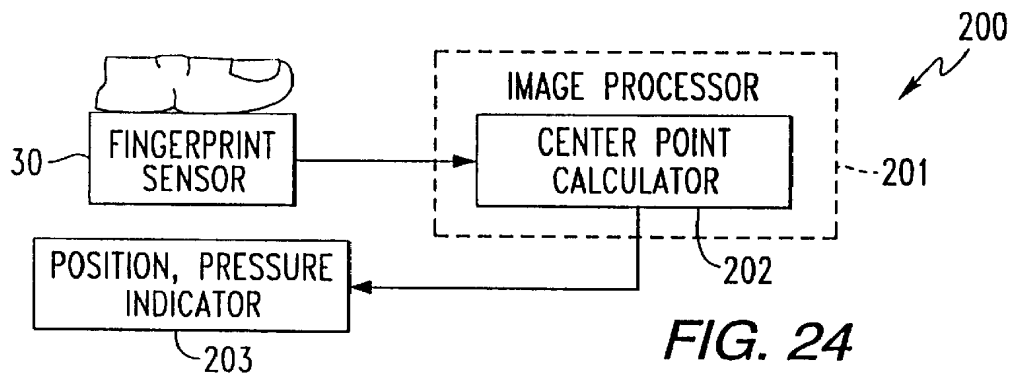 200
IMAGE PROCESSOR
30
FINGERPRINT
SENSOR
CENTER POINT
CALCULATOR
201
POSITION, PRESSURE
INDICATOR
202
203
FIG. 24